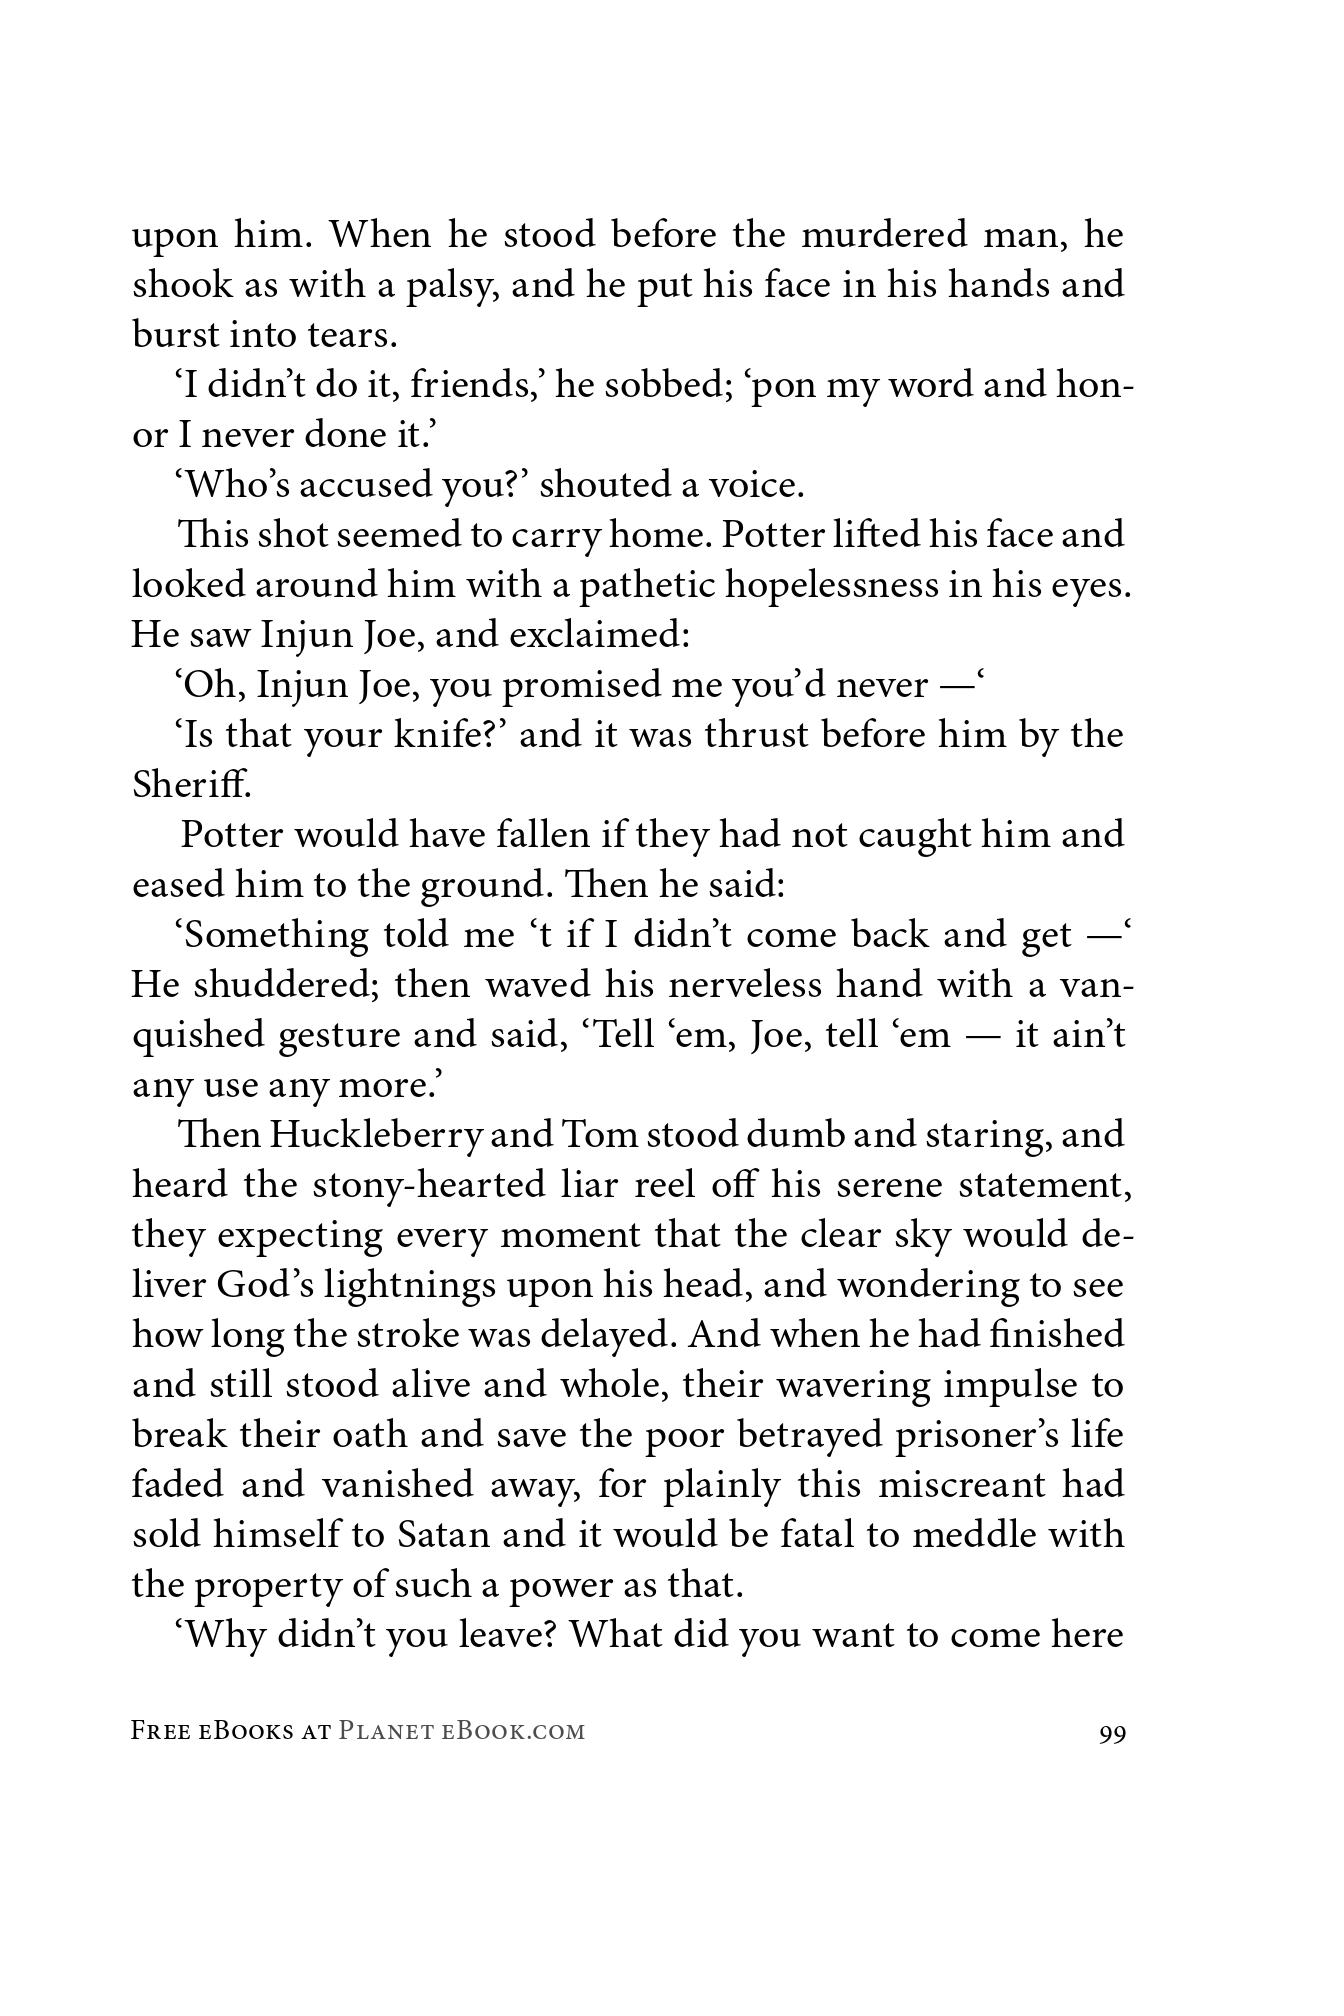 upon him. When he stood before the murdered man, he
shook as with a palsy, and he put his face in his hands and
burst into tears.
‘I didn’t do it, friends,’ he sobbed; ‘pon my word and hon-
or I never done it.’
‘Who’s accused you?’ shouted a voice.
This shot seemed to carry home. Potter lifted his face and
looked around him with a pathetic hopelessness in his eyes.
He saw Injun Joe, and exclaimed:
‘Oh, Injun Joe, you promised me you’d never —‘
‘Is that your knife?’ and it was thrust before him by the
Sheriff.
Potter would have fallen if they had not caught him and
eased him to the ground. Then he said:
‘Something told me ‘t if I didn’t come back and get —‘
He shuddered; then waved his nerveless hand with a van-
quished gesture and said, ‘Tell ‘em, Joe, tell ‘em — it ain’t
any use any more.’
Then Huckleberry and Tom stood dumb and staring, and
heard the stony-hearted liar reel off his serene statement,
they expecting every moment that the clear sky would de-
liver God’s lightnings upon his head, and wondering to see
how long the stroke was delayed. And when he had finished
and still stood alive and whole, their wavering impulse to
break their oath and save the poor betrayed prisoner’s life
faded and vanished away, for plainly this miscreant had
sold himself to Satan and it would be fatal to meddle with
the property of such a power as that.
‘Why didn’t you leave? What did you want to come here
Free eBooks at Planet eBook.com 99